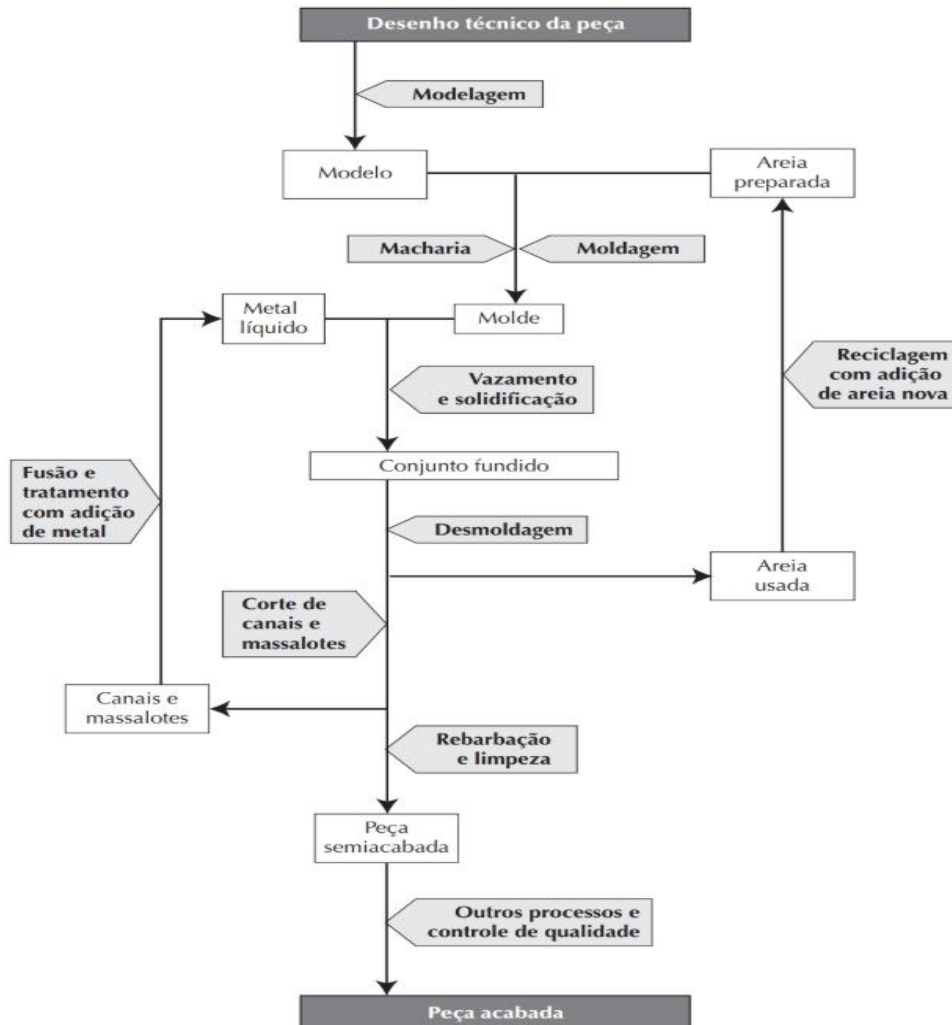 Desenho técnico da peça
Modelagem
Modelo
Areia
preparada
Macharia
Moldagem
Metal
líquido
Molde
Vazamento
e solidificação
Reciclagem
com adição
de areia nova
Conjunto fundido
Fusão e
tratamento
com adição
de metal
Desmoldagem
Areia
usada
Corte de
canais e
massalotes
Canais e
massalotes
Rebarbação
e limpeza
Peça
semiacabada
Outros processos e
controle de qualidade
Peça acabada